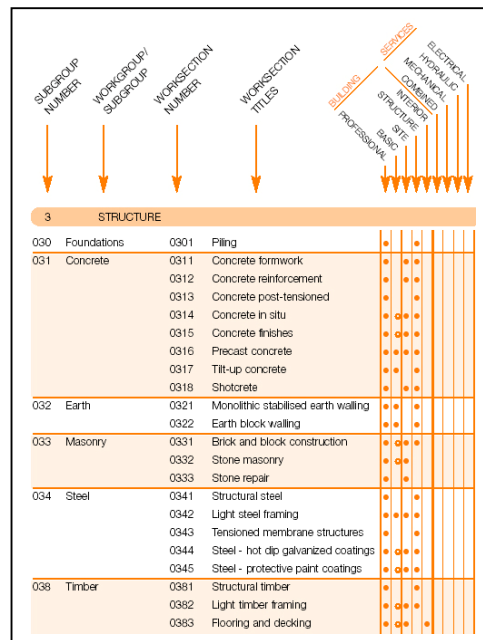 SUBGROUP NUMBER
WORKGROUP/ SUBGROUP
WORKSECTION NUMBER
WORKSECTION TITLES
BUILDING
SERVICES
PROFESSIONAL
BASIC
SITE
STRUCTURE
INTERIOR
COMBINED
MECHANICAL
HYDRAULIC
ELECTRICAL
3 STRUCTURE
030 Foundations 0301 Piling
031 Concrete 0311 Concrete formwork
0312 Concrete reinforcement
0313 Concrete post-tensioned
0314 Concrete in situ
0315 Concrete finishes
0316 Precast concrete
0317 Tilt-up concrete
0318 Shotcrete
032 Earth 0321 Monolithic stabilised earth walling
0322 Earth block walling
033 Masonry 0331 Brick and block construction
0332 Stone masonry
0333 Stone repair
034 Steel 0341 Structural steel
0342 Light steel framing
0343 Tensioned membrane structures
0344 Steel - hot dip galvanized coatings
0345 Steel - protective paint coatings
038 Timber 0381 Structural timber
0382 Light timber framing
0383 Flooring and decking